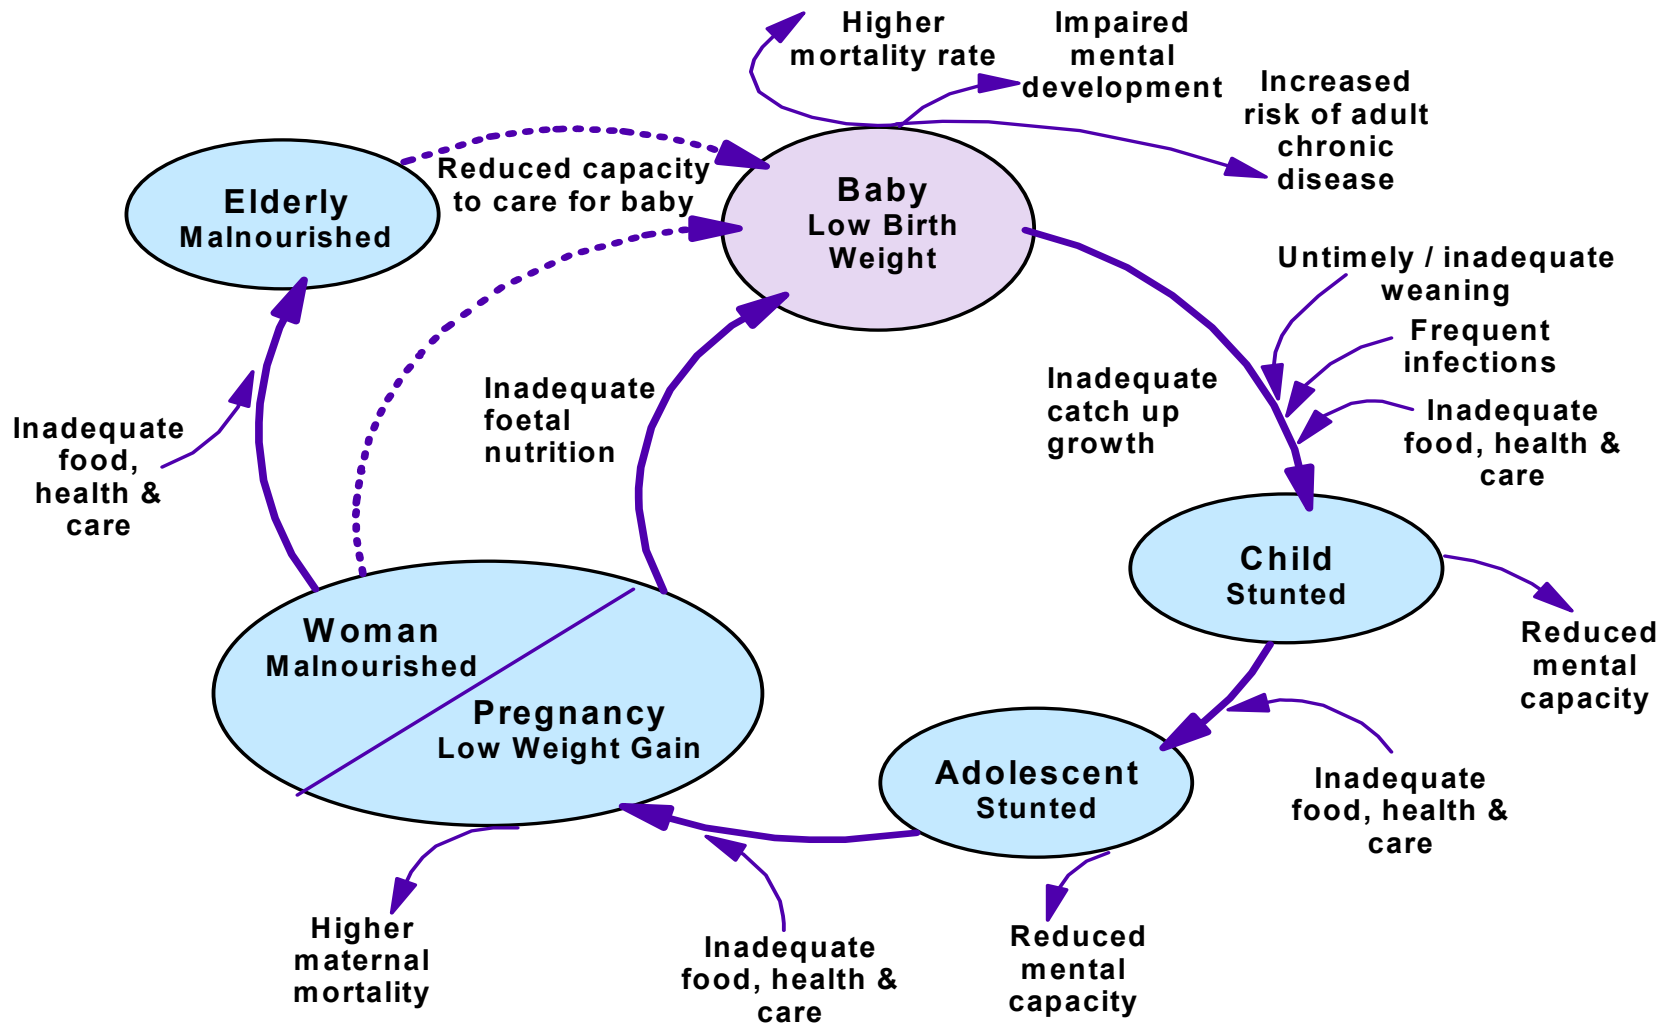 Higher
mortality rate
Impaired
mental
development
Increased
risk of adult
chronic
disease
Elderly
Malnourished
Reduced capacity
to care for baby
Baby
Low Birth
Weight
Untimely / inadequate
weaning
Frequent
infections
Inadequate
food, health &
care
Inadequate
catch up
growth
Inadequate
foetal
nutrition
Inadequate
food,
health &
care
Child
Stunted
Reduced
mental
capacity
Woman
Malnourished
Pregnancy
Low Weight Gain
Adolescent
Stunted
Inadequate
food, health &
care
Higher
maternal
mortality
Inadequate
food, health &
care
Reduced
mental
capacity